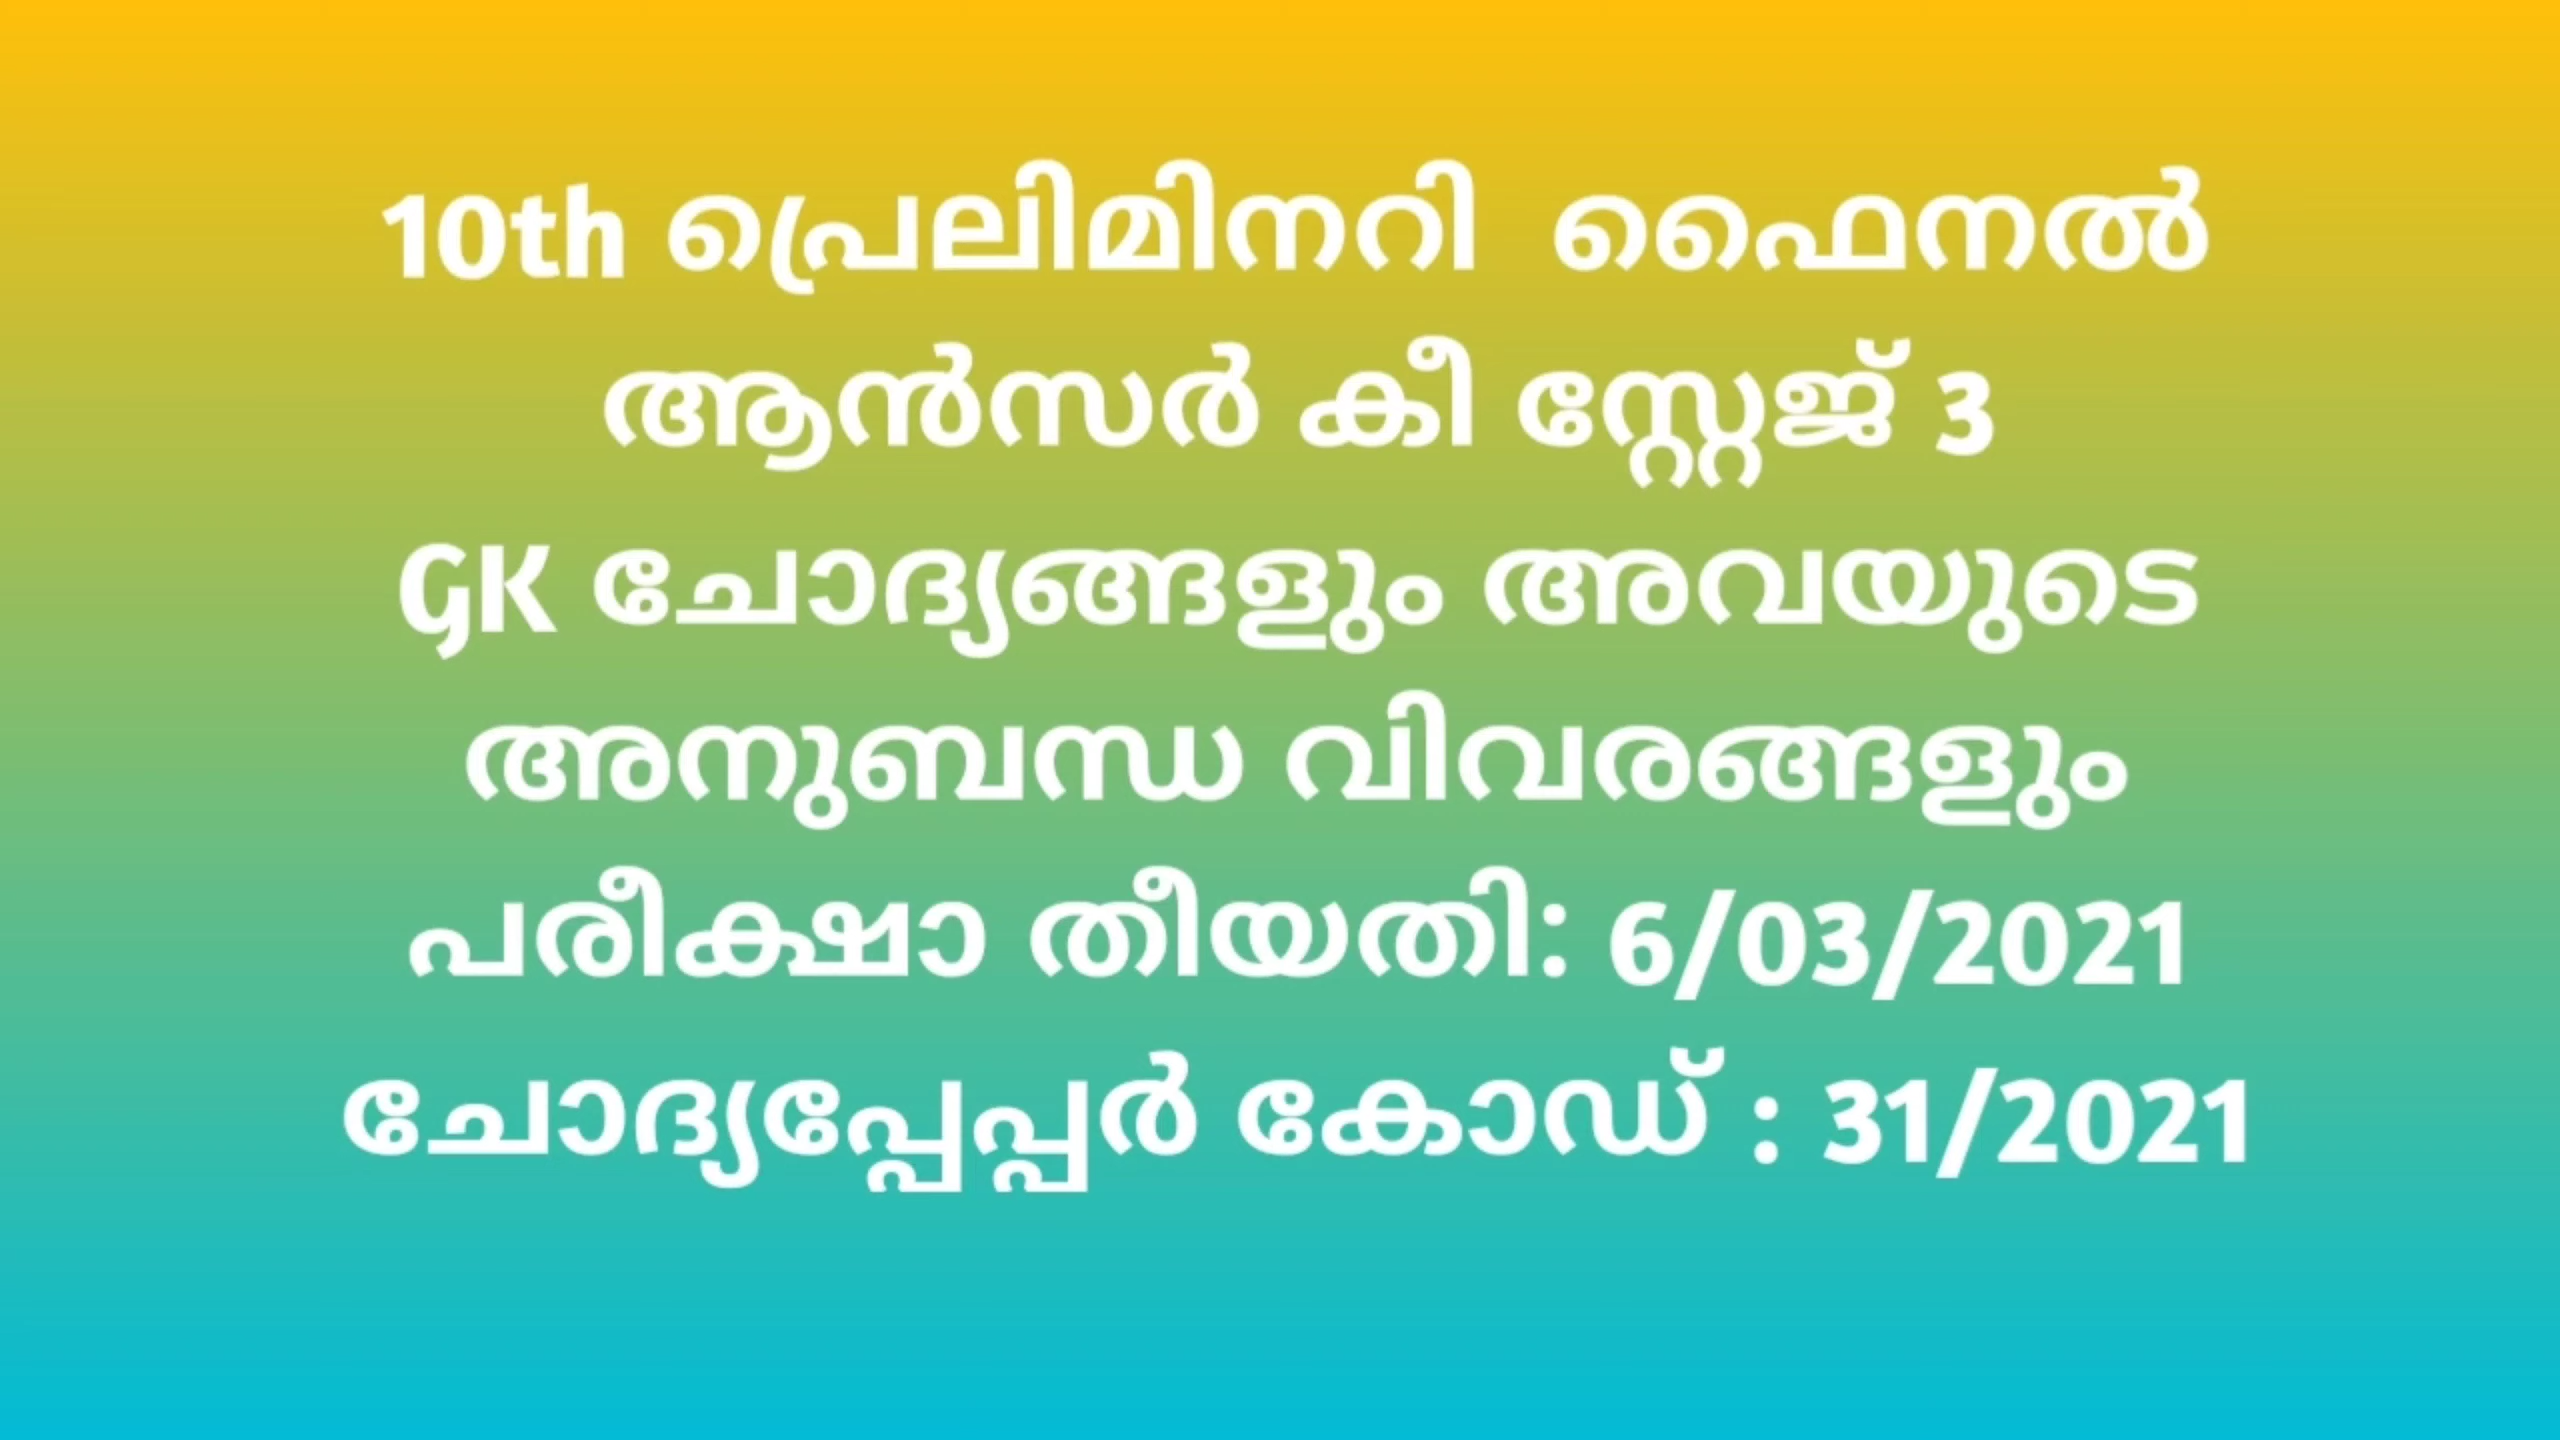 10th പ്രെലിമിനറി ഫൈനൽ
ആൻസർ കീ സ്റ്റേജ് 3
GK ചോദ്യങ്ങളും അവയുടെ
അനുബന്ധ വിവരങ്ങളും
പരീക്ഷാ തീയതി: 6/03/2021
ചോദ്യപ്പേപ്പർ കോഡ് : 31/2021